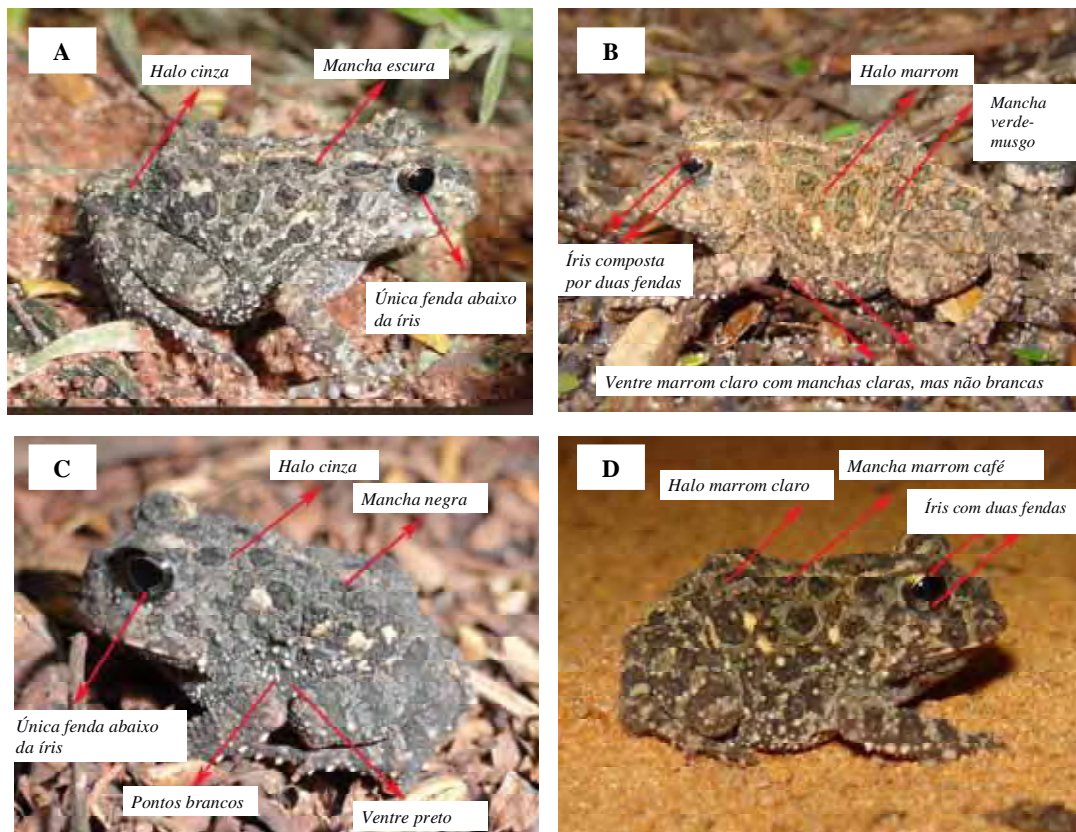 A
Halo cinza
Mancha escura
Única fenda abaixo
da íris
B
Halo marrom
Mancha
verde-
musgo
Íris composta
por duas fendas
Ventre marrom claro com manchas claras, mas não brancas
C
Halo cinza
Mancha negra
Única fenda abaixo
da íris
Pontos brancos
Ventre preto
D
Halo marrom claro
Mancha marrom café
Íris com duas fendas